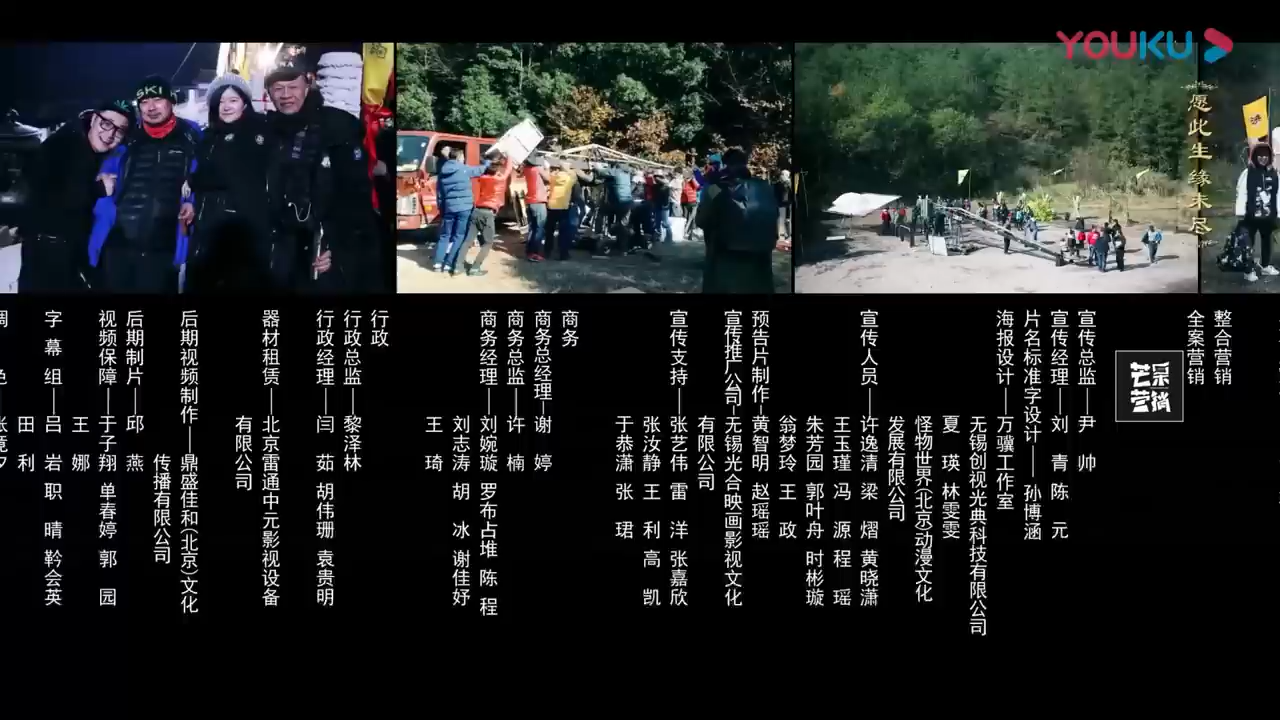 YOUKU
SKI
愿此生缘未尽
整合营销
全案营销
芒呆营销
宣传总监——尹 帅
宣传经理——刘 青 陈 元
片名标准字设计——孙博涵
海报设计——万骥工作室
无锡创视光典科技有限公司
夏 瑛 林雯雯
怪物世界(北京)动漫文化
发展有限公司
宣传人员——许逸清 梁 熠 黄晓潇
王玉瑾 冯 源 程 瑶
朱芳园 郭叶舟 时彬璇
翁梦玲 王 政
预告片制作—黄智明 赵瑶瑶
宣传推广公司—无锡光合映画影视文化
有限公司
宣传支持——张艺伟 雷 洋 张嘉欣
张汝静 王 利 高 凯
于恭潇 张 珺
商务
商务总经理—谢 婷
商务总监——许 楠
商务经理——刘婉璇 罗布占堆 陈 程
刘志涛 胡 冰 谢佳妤
王 琦
行政
行政总监——黎泽林
行政经理——闫 茹 胡伟珊 袁贵明
器材租赁——北京雷通中元影视设备
有限公司
后期视频制作——鼎盛佳和(北京)文化
传播有限公司
后期制片——邱 燕
视频保障——于子翔 单春婷 郭 园
王 娜
字幕组——吕 岩 职 晴 靲会英
田 利